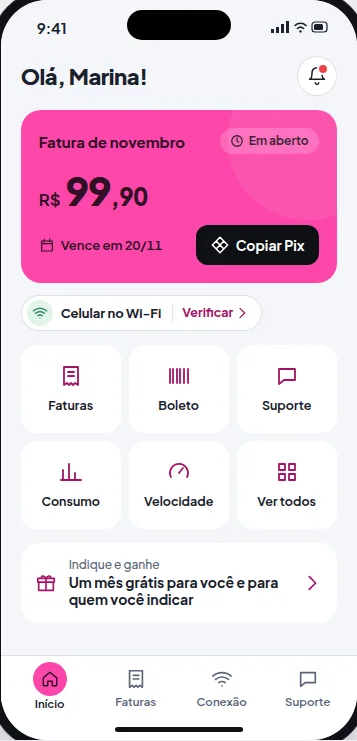 9:41
Olá, Marina!
Fatura de novembro
Em aberto
R$ 99,90
Vence em 20/11
Copiar Pix
Celular no Wi-Fi
Verificar
Faturas
Boleto
Suporte
Consumo
Velocidade
Ver todos
Indique e ganhe
Um mês grátis para você e para
quem você indicar
Início
Faturas
Conexão
Suporte